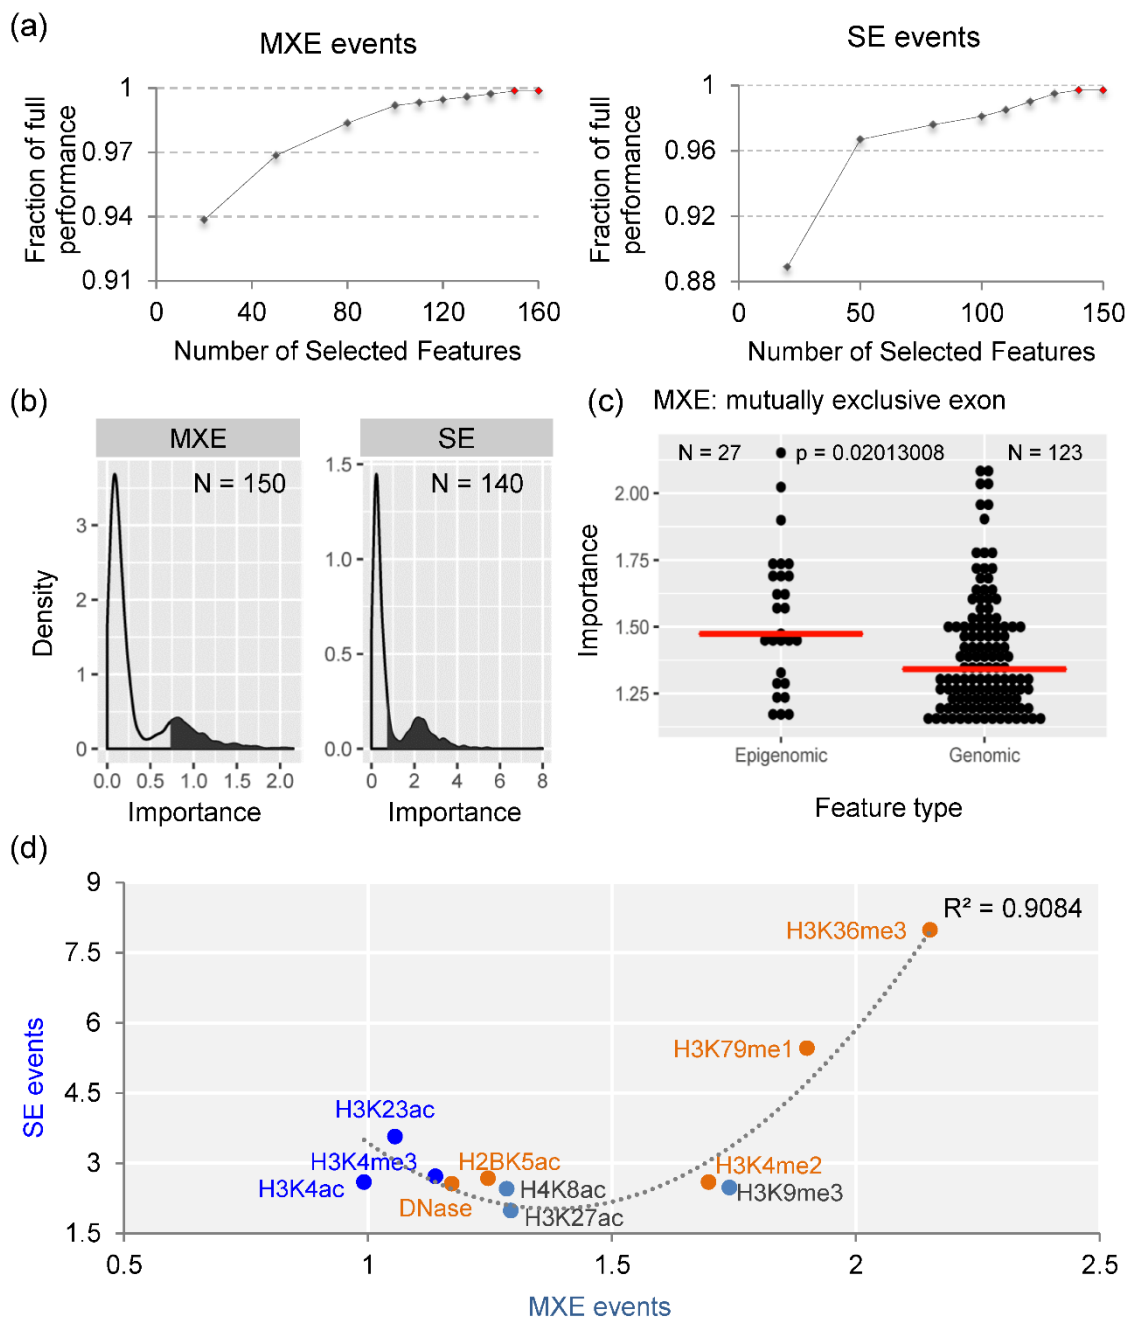 (a)
MXE events
SE events
Fraction of full
performance
1
0.97
0.94
0.91
0
40
80
120
160
Number of Selected Features
Fraction of full
performance
1
0.96
0.92
0.88
0
50
100
150
Number of Selected Features
(b)
MXE
SE
N = 150
N = 140
Density
3
2
1
0
0.0
0.5
1.0
1.5
2.0
Importance
1.5
1.0
0.5
0.0
0
2
4
6
8
Importance
(c)
MXE: mutually exclusive exon
N = 27
p = 0.02013008
N = 123
Importance
2.00
1.75
1.50
1.25
Epigenomic
Genomic
Feature type
(d)
SE events
9
7.5
6
4.5
3
1.5
R² = 0.9084
H3K36me3
H3K79me1
H3K23ac
H3K4me3
H2BK5ac
H3K4me2
H3K4ac
DNase
H4K8ac
H3K9me3
H3K27ac
0.5
1
1.5
2
2.5
MXE events